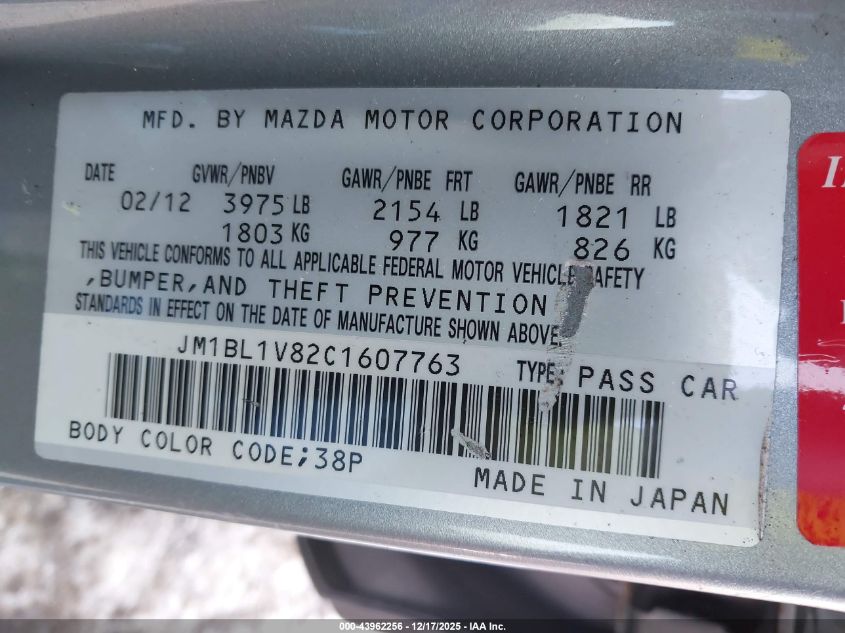 MFD. BY MAZDA MOTOR CORPORATION
DATE GVWR/PNBV GAWR/PNBE FRT GAWR/PNBE RR
02/12 3975 LB 2154 LB 1821 LB
1803 KG 977 KG 826 KG
THIS VEHICLE CONFORMS TO ALL APPLICABLE FEDERAL MOTOR VEHICLE SAFETY
,BUMPER,AND THEFT PREVENTION
STANDARDS IN EFFECT ON THE DATE OF MANUFACTURE SHOWN ABOVE.
JM1BL1V82C1607763 TYPE: PASS CAR
BODY COLOR CODE;38P
MADE IN JAPAN
000-43962256 - 12/17/2025 - IAA Inc.